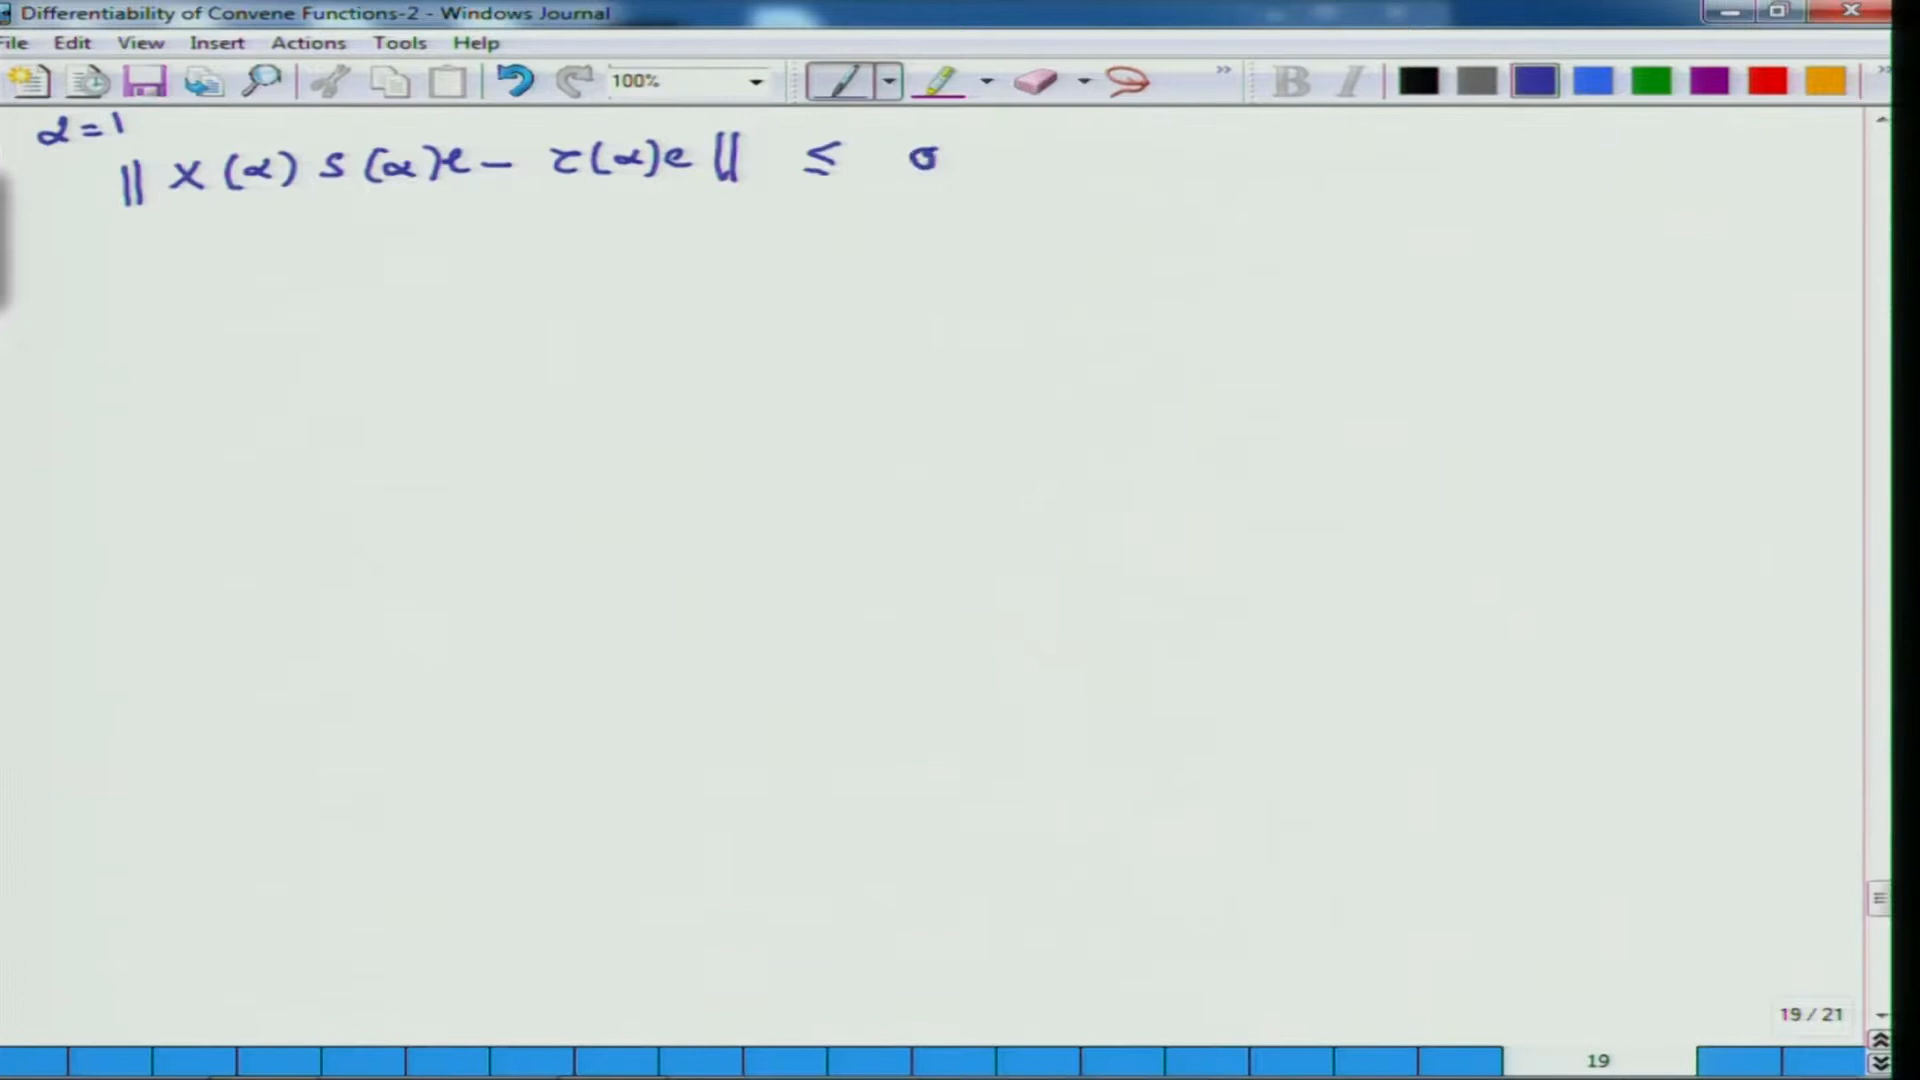 Differentiability of Convene Functions-2 - Windows Journal
File Edit View Insert Actions Tools Help
100%
B I
α = 1
|| X(α) S(α)e - τ(α)e || ≤ σ
19 / 21
19